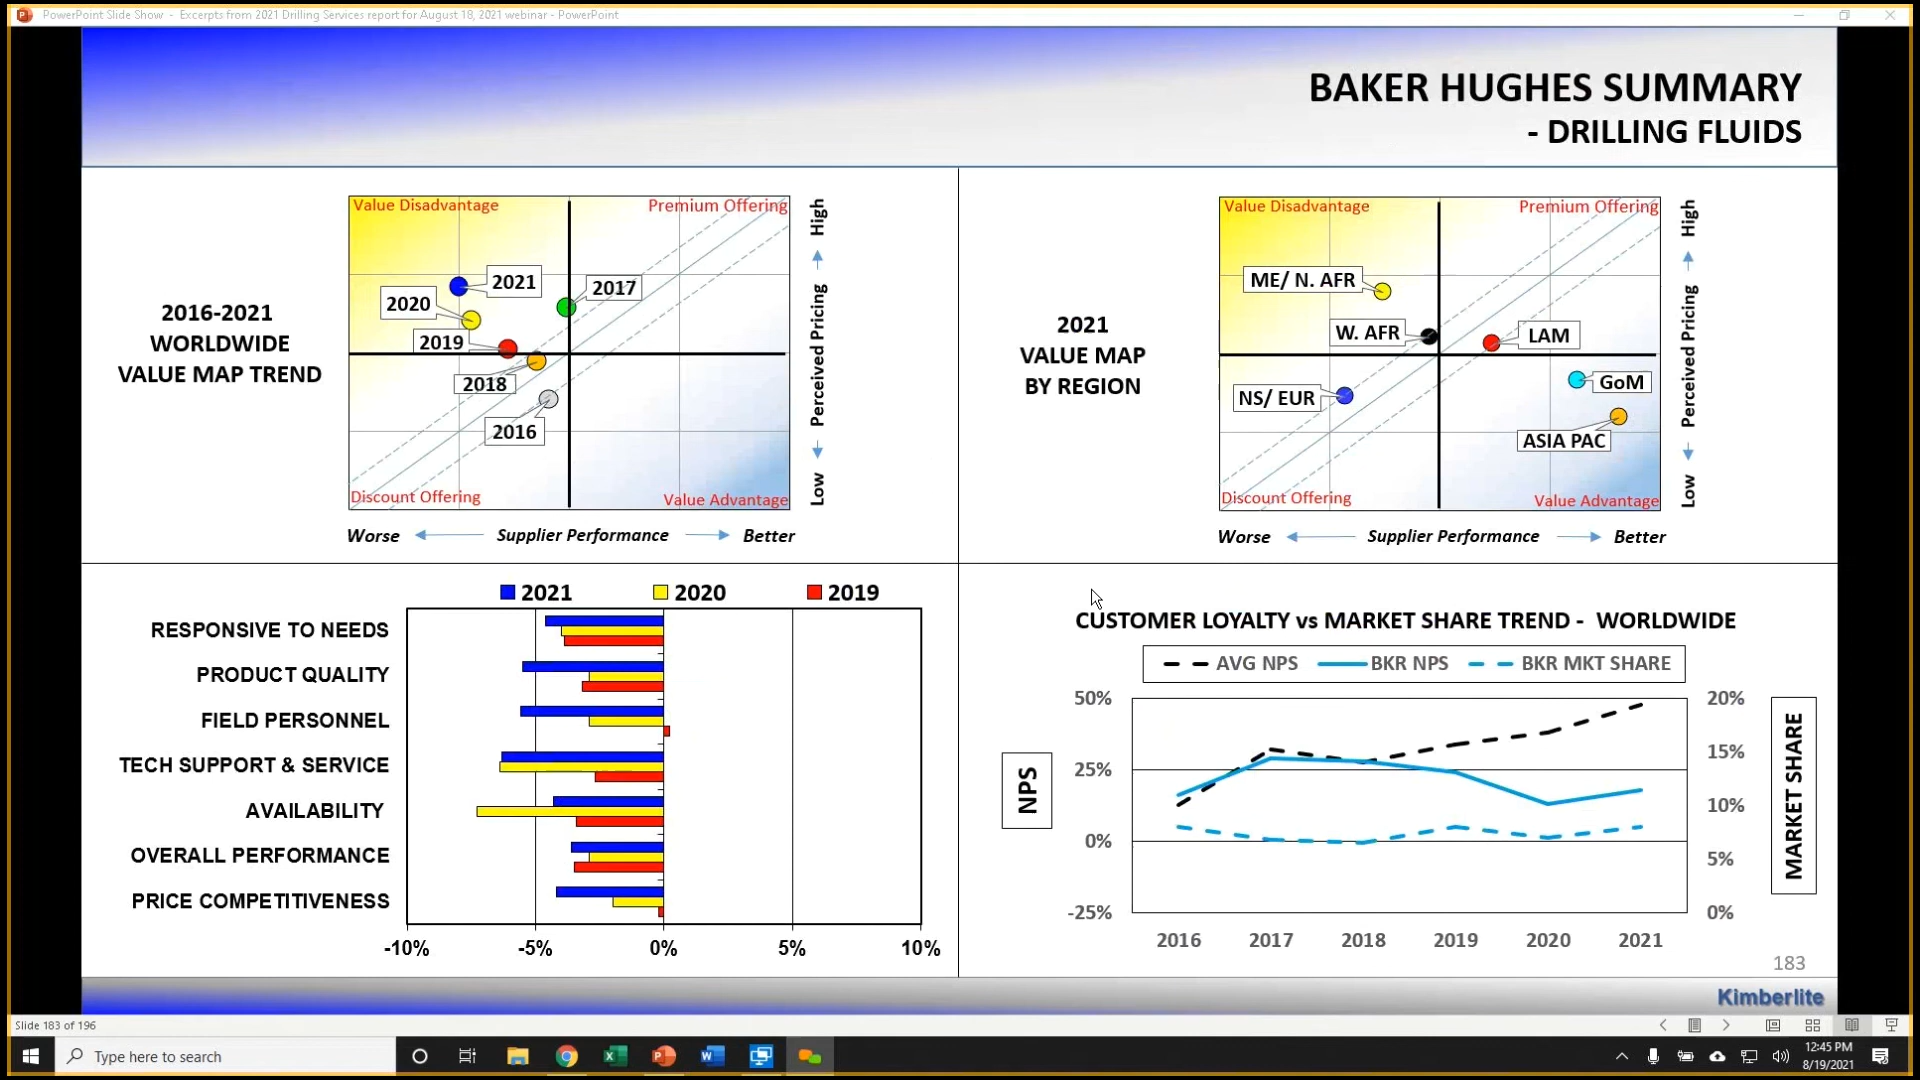 PowerPoint Slide Show - Excerpts from 2021 Drilling Services report for August 18, 2021 webinar - PowerPoint
BAKER HUGHES SUMMARY
- DRILLING FLUIDS
2016-2021
WORLDWIDE
VALUE MAP TREND
Value Disadvantage
Premium Offering
2021
2017
2020
2019
2018
2016
Discount Offering
Value Advantage
High
Perceived Pricing
Low
Worse
Supplier Performance
Better
2021
VALUE MAP
BY REGION
Value Disadvantage
Premium Offering
ME/ N. AFR
W. AFR
LAM
NS/ EUR
GoM
ASIA PAC
Discount Offering
Value Advantage
High
Perceived Pricing
Low
Worse
Supplier Performance
Better
2021
2020
2019
RESPONSIVE TO NEEDS
PRODUCT QUALITY
FIELD PERSONNEL
TECH SUPPORT & SERVICE
AVAILABILITY
OVERALL PERFORMANCE
PRICE COMPETITIVENESS
-10%
-5%
0%
5%
10%
CUSTOMER LOYALTY vs MARKET SHARE TREND - WORLDWIDE
AVG NPS
BKR NPS
BKR MKT SHARE
NPS
50%
25%
0%
-25%
20%
15%
10%
5%
0%
MARKET SHARE
2016
2017
2018
2019
2020
2021
183
Kimberlite
Slide 183 of 196
Type here to search
12:45 PM
8/19/2021